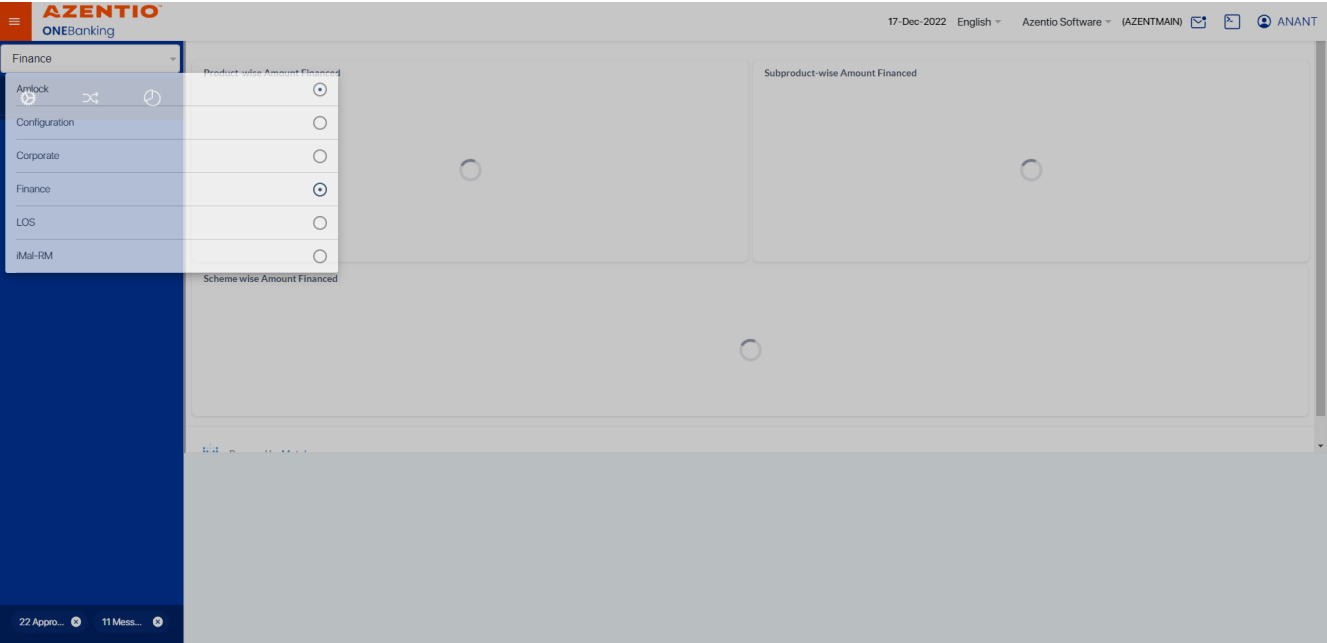 AZENTIO
ONEBanking
17-Dec-2022 English Azentio Software (AZENTMAIN) ANANT
Finance
Product-wise Amount Financed
Subproduct-wise Amount Financed
Amlock
Configuration
Corporate
Finance
LOS
iMal-RM
Scheme wise Amount Financed
22 Appro...
11 Mess...